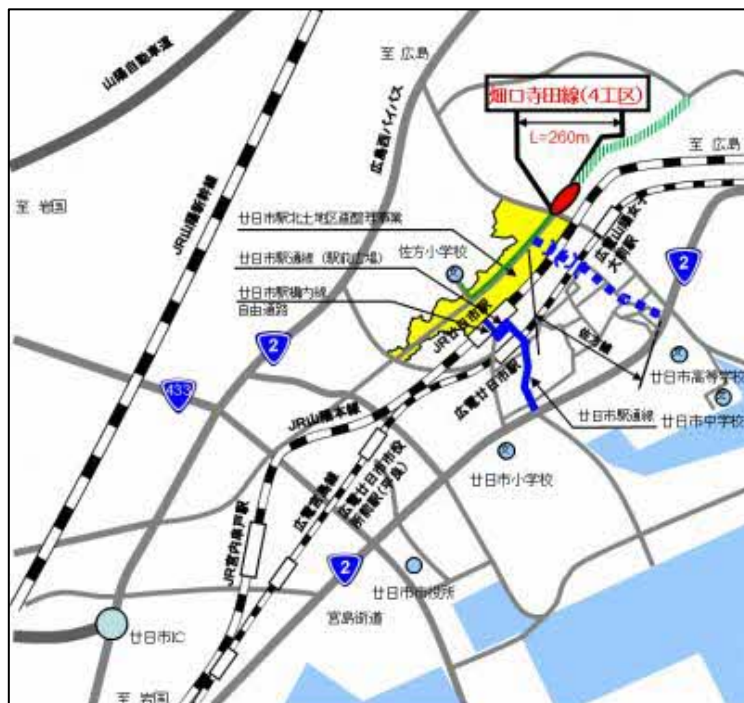 山陽自動車道
至 広島
畑口寺田線(4工区)
L=260m
広島西バイパス
至 広島
至 岩国
JR山陽新幹線
廿日市駅北土地区画整理事業
佐方小学校
廿日市駅通線(駅前広場)
廿日市駅構内線
自由通路
JR廿日市駅
2
2
佐方線
広電廿日市駅
廿日市高等学校
433
JR山陽本線
廿日市駅通線
廿日市中学校
廿日市小学校
広電宮島線
広電廿日市市役
所前駅(平良)
JR宮内串戸駅
2
廿日市市役所
宮島街道
廿日市IC
至 岩国